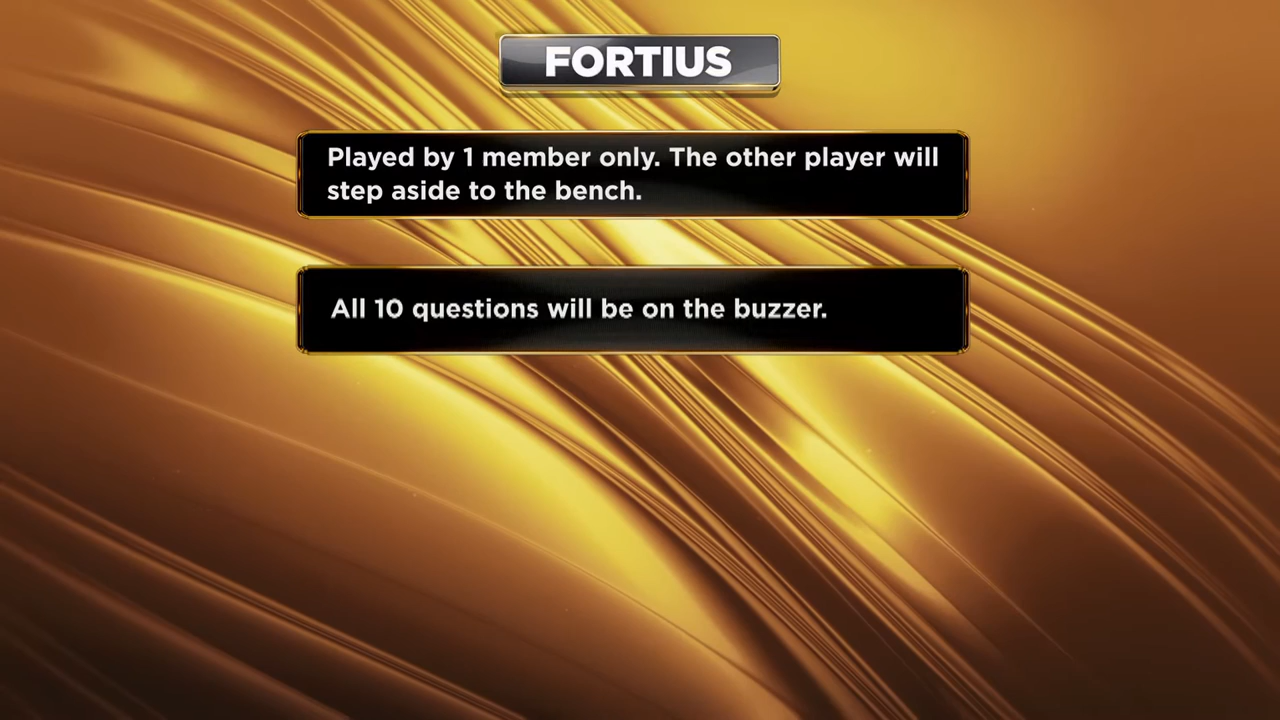 FORTIUS
Played by 1 member only. The other player will
step aside to the bench.
All 10 questions will be on the buzzer.